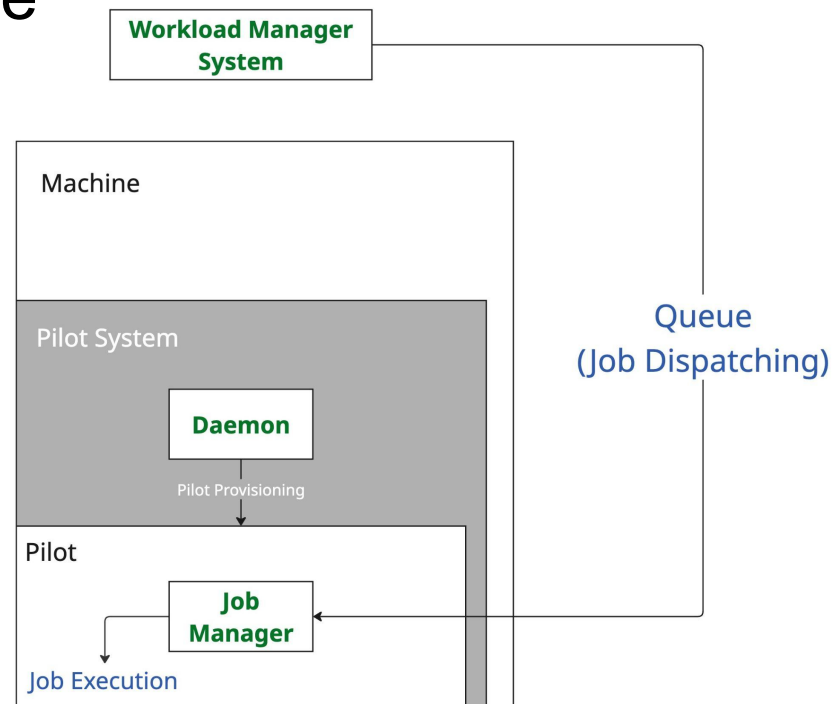 e
Workload Manager
System
Machine
Queue
(Job Dispatching)
Pilot System
Daemon
Pilot Provisioning
Pilot
Job
Manager
Job Execution